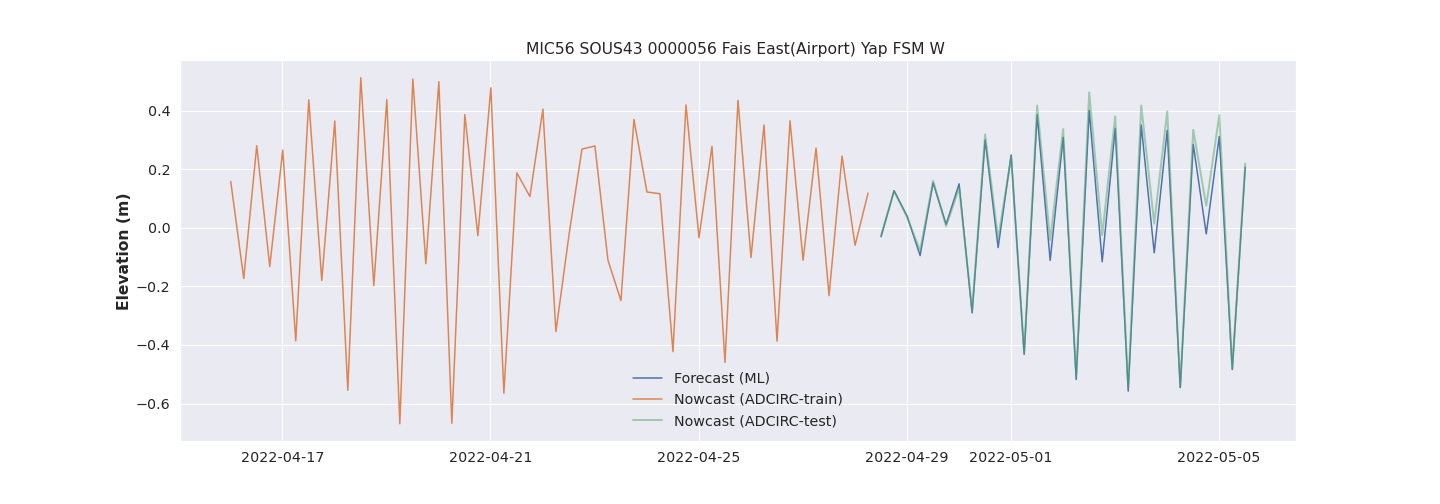 MIC56 SOUS43 0000056 Fais East(Airport) Yap FSM W
Elevation (m)
0.4
0.2
0.0
−0.2
−0.4
−0.6
Forecast (ML)
Nowcast (ADCIRC-train)
Nowcast (ADCIRC-test)
2022-04-17 2022-04-21 2022-04-25 2022-04-29 2022-05-01 2022-05-05